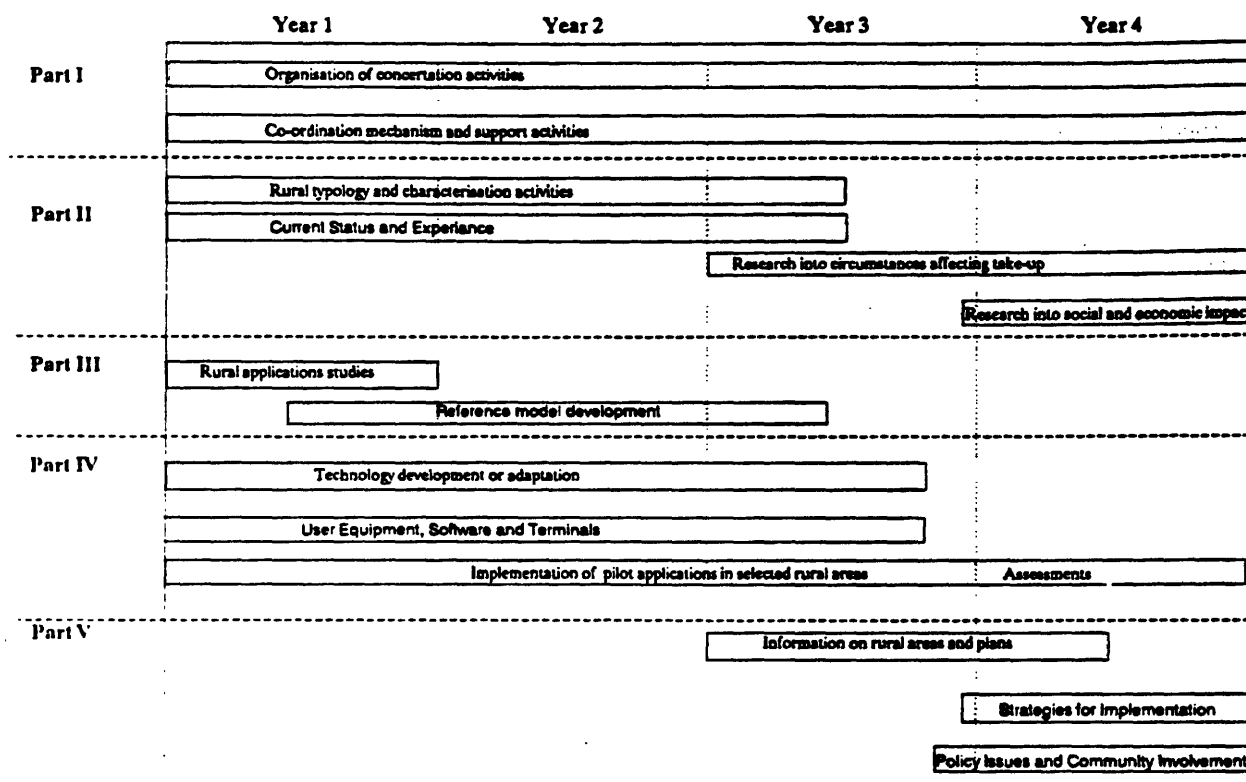 Year 1 Year 2 Year 3 Year 4
Part I
Organisation of concertation activities
Co-ordination mechanism and support activities
Part II
Rural typology and characterisation activities
Current Status and Experiance
Research into circumstances affecting take-up
Research into social and economic impac
Part III
Rural applications studies
Reference model development
Part IV
Technology development or adaptation
User Equipment, Software and Terminals
Implementation of pilot applications in selected rural areas Assessments
Part V
Information on rural areas and plans
Strategies for Implementation
Policy Issues and Community Involvement